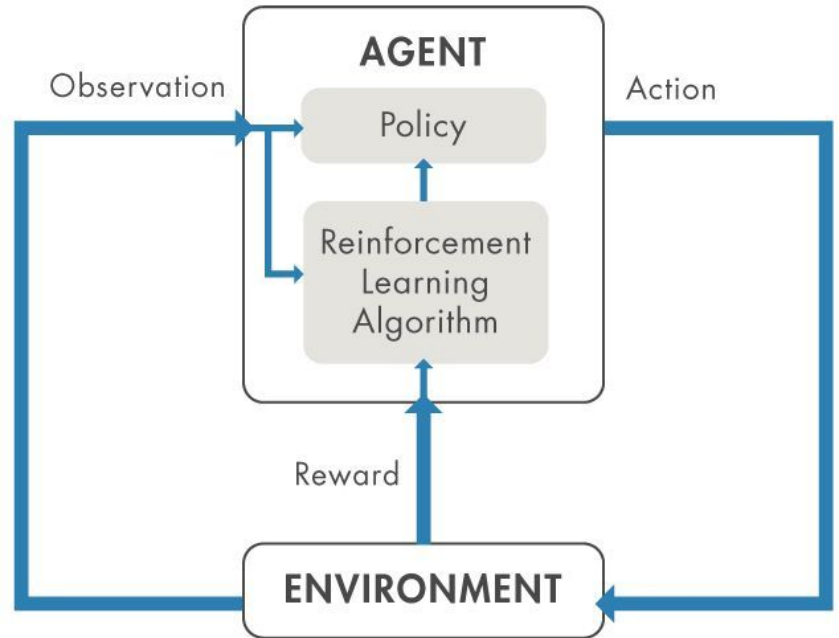 AGENT
Observation
Action
Policy
Reinforcement
Learning
Algorithm
Reward
ENVIRONMENT